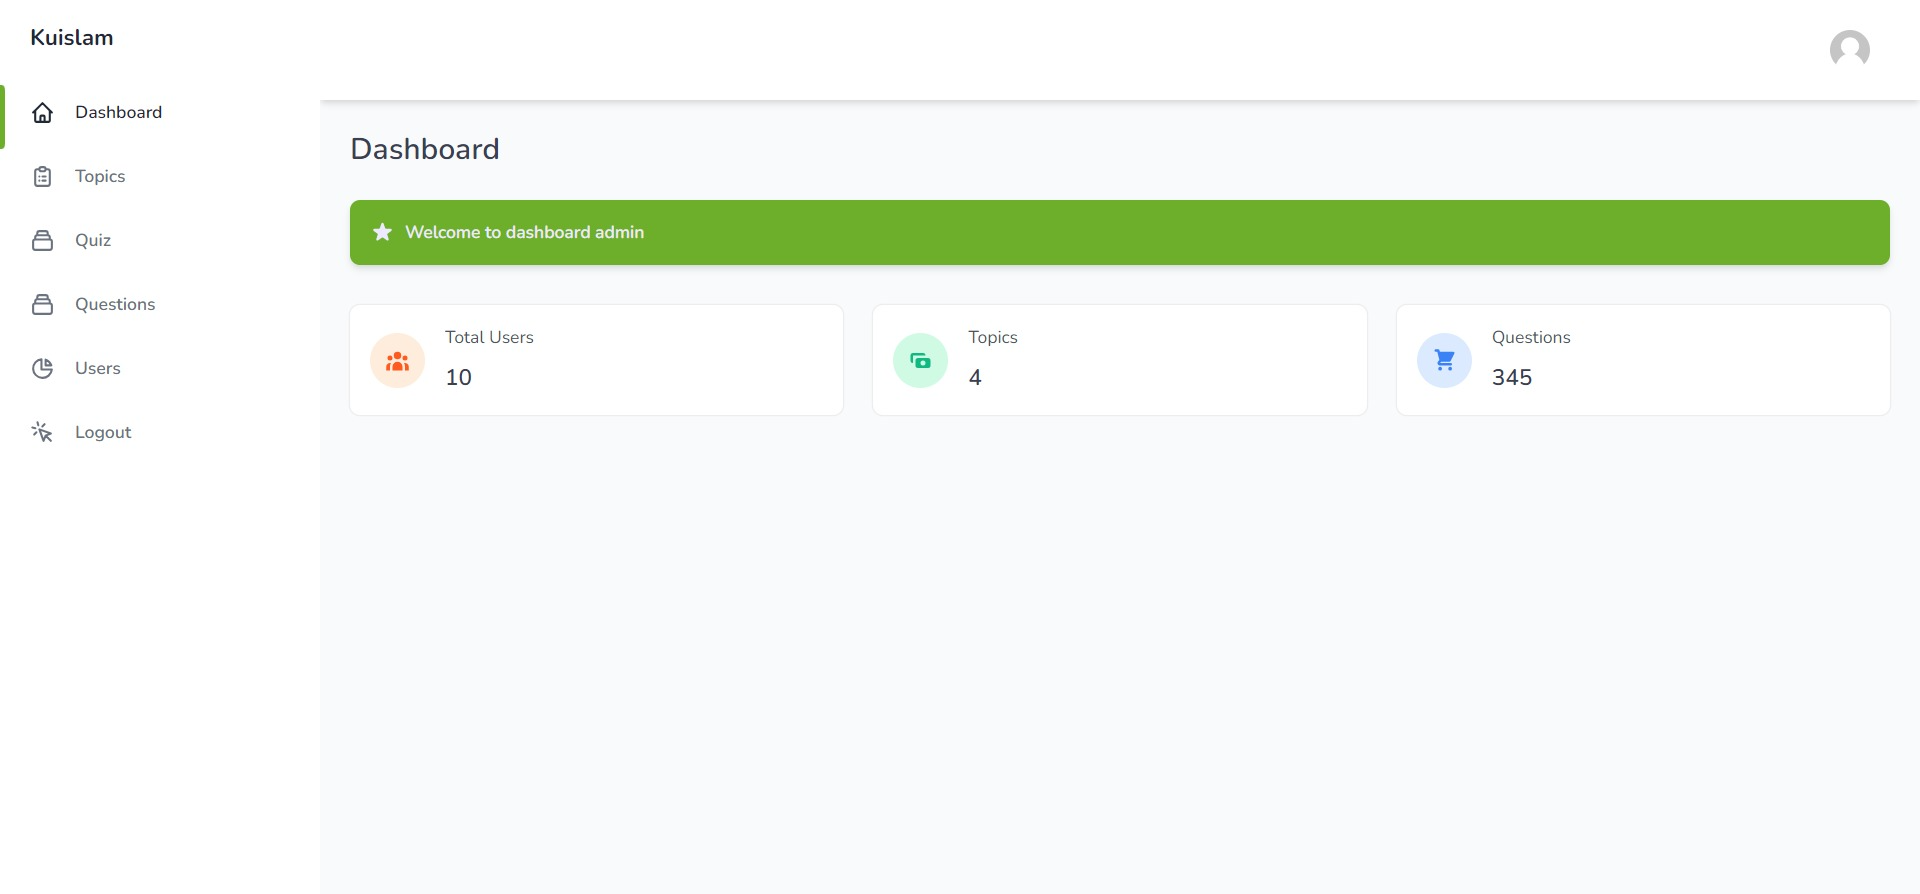 Kuislam
Dashboard
Topics
Quiz
Questions
Users
Logout
Dashboard
Welcome to dashboard admin
Total Users
10
Topics
4
Questions
345